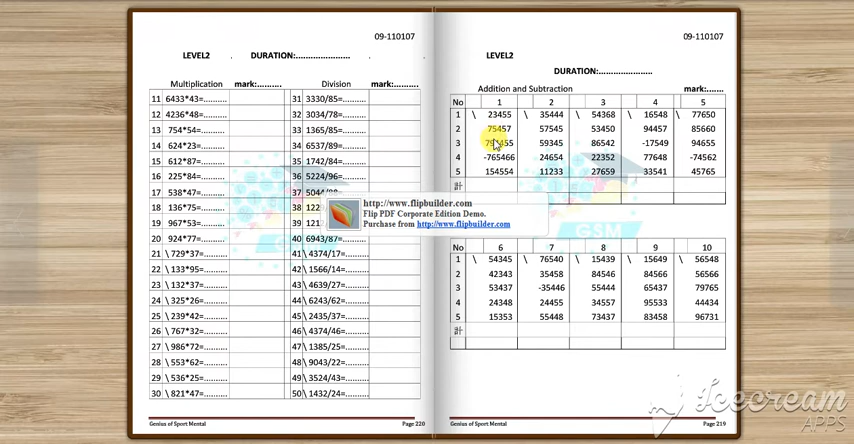 09-110107
LEVEL2 . DURATION:....................... .
Multiplication mark:.......... Division mark:..........
11 6433*43=.......... 31 3330/85=..........
12 4236*48=.......... 32 3034/78=..........
13 754*54=.......... 33 1365/85=..........
14 624*23=.......... 34 6537/89=..........
15 612*87=.......... 35 1742/84=..........
16 225*84=.......... 36 5224/96=..........
17 538*47=.......... 37
18 136*75=.......... 38 122
19 967*53=.......... 39 121
20 924*77=.......... 40 6943/87=..........
21 \ 729*37=.......... 41 \ 4374/17=..........
22 \ 133*95=.......... 42 \ 1566/14=..........
23 \ 132*37=.......... 43 \ 4639/27=..........
24 \ 325*26=.......... 44 \ 6243/62=..........
25 \ 239*42=.......... 45 \ 2435/37=..........
26 \ 767*32=.......... 46 \ 4374/46=..........
27 \ 986*72=.......... 47 \ 1385/25=..........
28 \ 553*62=.......... 48 \ 9043/22=..........
29 \ 536*25=.......... 49 \ 3524/43=..........
30 \ 821*47=.......... 50 \ 1432/24=..........
Genius of Sport Mental Page 220
09-110107
LEVEL2
DURATION:.......................
Addition and Subtraction mark:.......
No 1 2 3 4 5
1 \ 23455 \ 35444 \ 54368 \ 16548 \ 77650
2 75457 57545 53450 94457 85660
3 59345 86542 -17549 94655
4 -765466 24654 22352 77648 -74562
5 154554 11233 27659 33541 45765
GSM
No 6 7 8 9 10
1 \ 54345 \ 76540 \ 15439 \ 15649 \ 56548
2 42343 35458 84546 84566 56566
3 53437 -35446 55444 65437 79765
4 24348 24455 34557 95533 44434
5 15353 55448 73437 83458 96731
Genius of Sport Mental Page 219
http://www.flipbuilder.com
Flip PDF Corporate Edition Demo.
Purchase from http://www.flipbuilder.com
Icecream
APPS